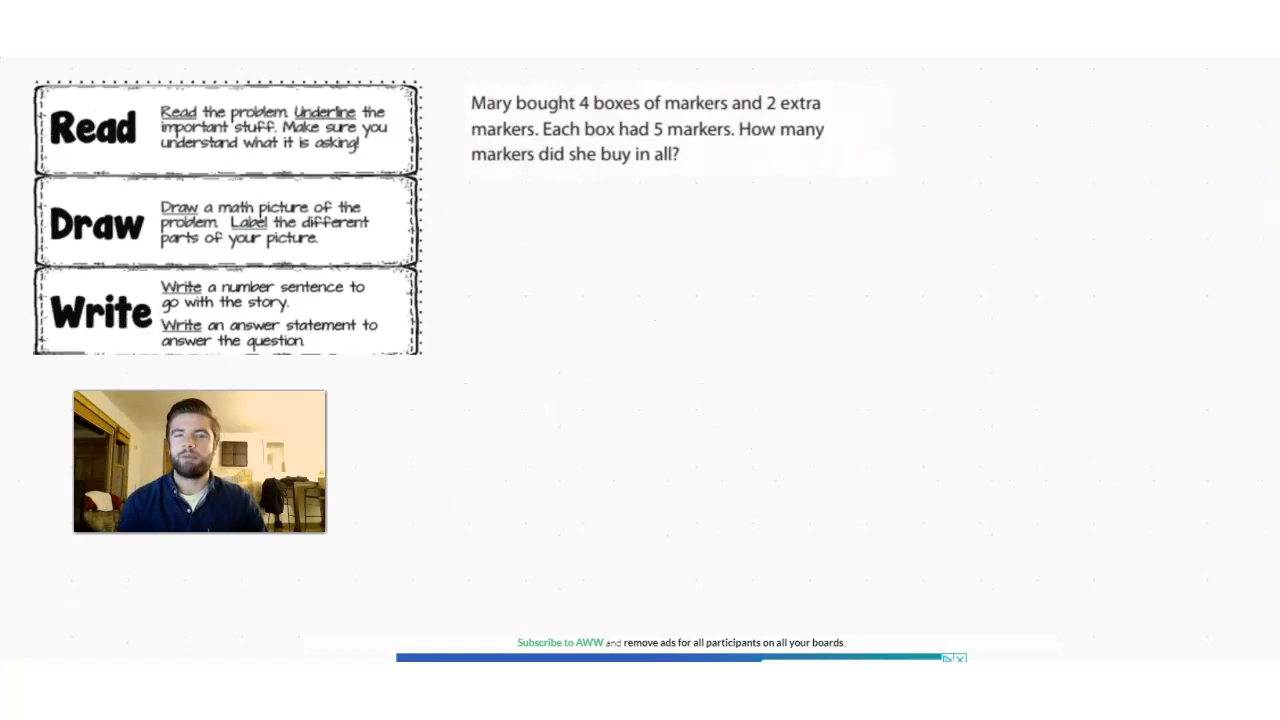 Read
Read the problem. Underline the
important stuff. Make sure you
understand what it is asking!
Draw
Draw a math picture of the
problem. Label the different
parts of your picture.
Write
Write a number sentence to
go with the story.
Write an answer statement to
answer the question.
Mary bought 4 boxes of markers and 2 extra
markers. Each box had 5 markers. How many
markers did she buy in all?
Subscribe to AWW and remove ads for all participants on all your boards.